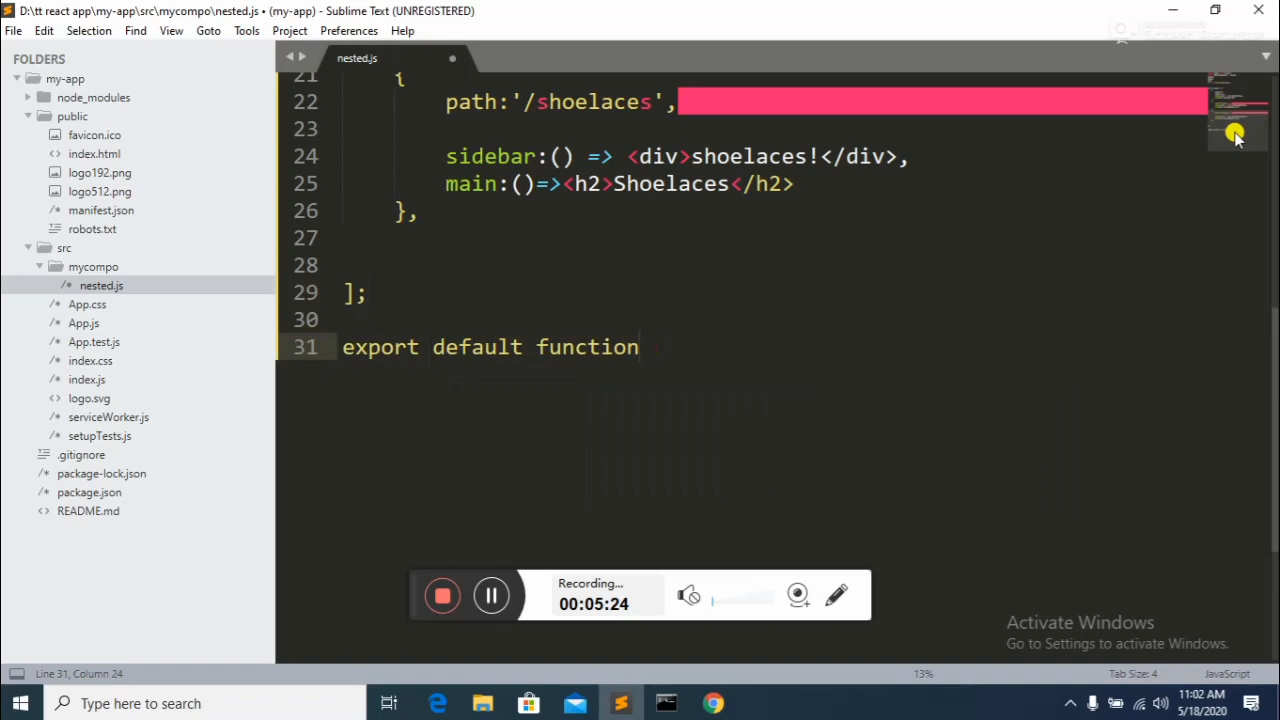 D:\tt react app\my-app\src\mycompo\nested.js • (my-app) - Sublime Text (UNREGISTERED)
File Edit Selection Find View Goto Tools Project Preferences Help
FOLDERS
my-app
node_modules
public
favicon.ico
index.html
logo192.png
logo512.png
manifest.json
robots.txt
src
mycompo
nested.js
App.css
App.js
App.test.js
index.css
index.js
logo.svg
serviceWorker.js
setupTests.js
.gitignore
package-lock.json
package.json
README.md
nested.js
21 {
22 path:'/shoelaces',
23
24 sidebar:() => <div>shoelaces!</div>,
25 main:()=><h2>Shoelaces</h2>
26 },
27
28
29 ];
30
31 export default function
Recording...
00:05:24
Activate Windows
Go to Settings to activate Windows.
Line 31, Column 24 13% Tab Size: 4 JavaScript
Type here to search
11:02 AM
5/18/2020